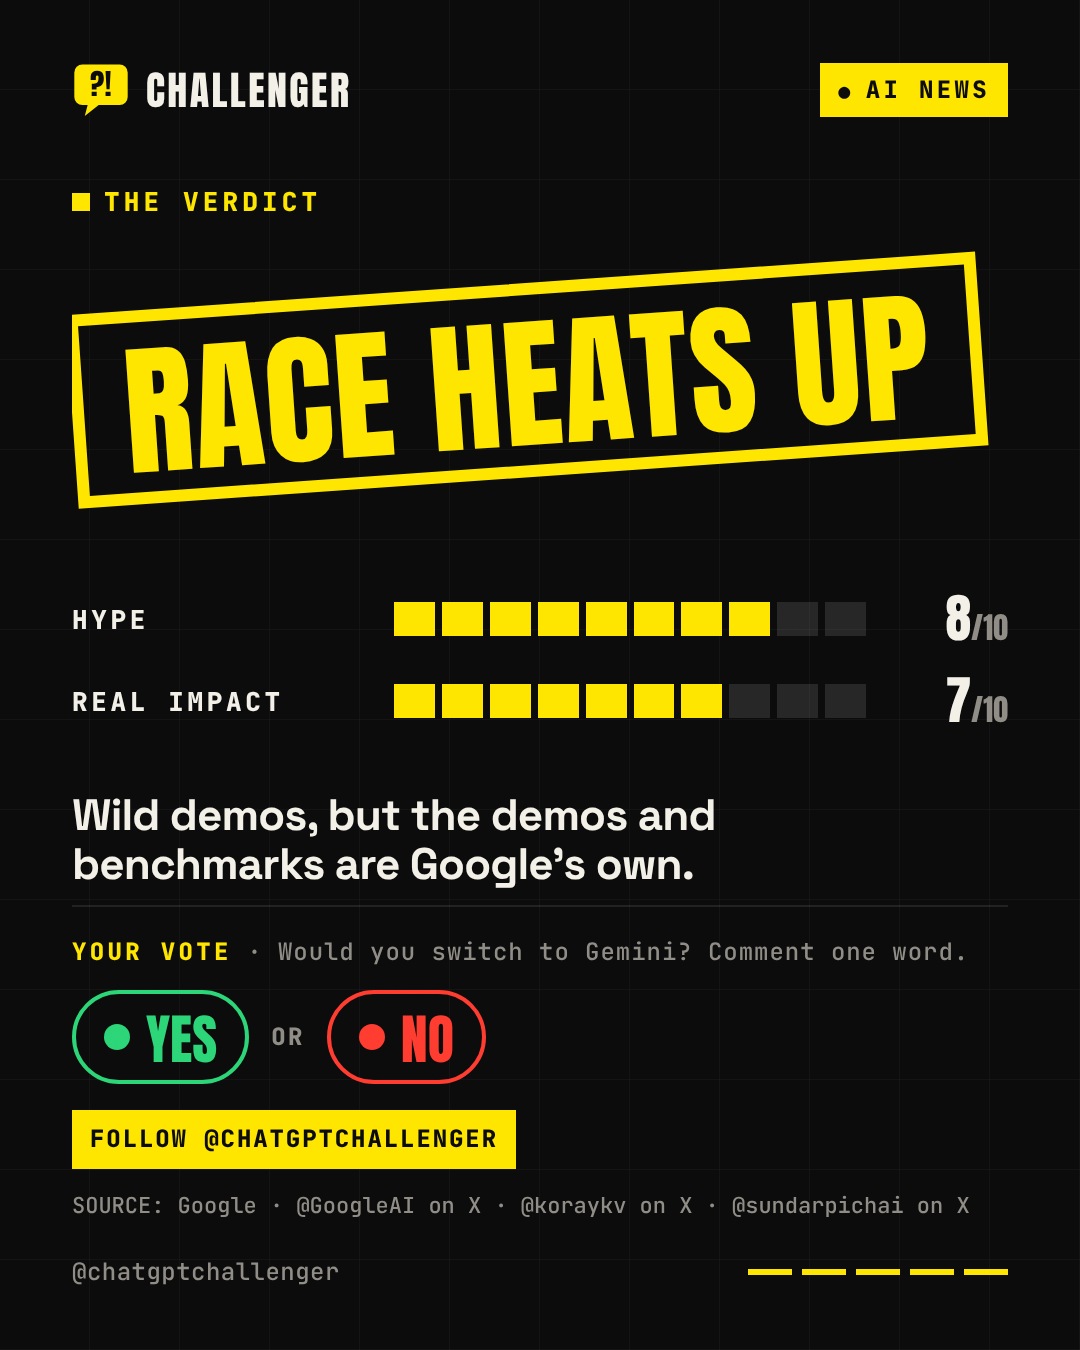 ?! CHALLENGER
● AI NEWS
THE VERDICT
RACE HEATS UP
HYPE 8/10
REAL IMPACT 7/10
Wild demos, but the demos and
benchmarks are Google’s own.
YOUR VOTE · Would you switch to Gemini? Comment one word.
YES OR NO
FOLLOW @CHATGPTCHALLENGER
SOURCE: Google · @GoogleAI on X · @koraykv on X · @sundarpichai on X
@chatgptchallenger